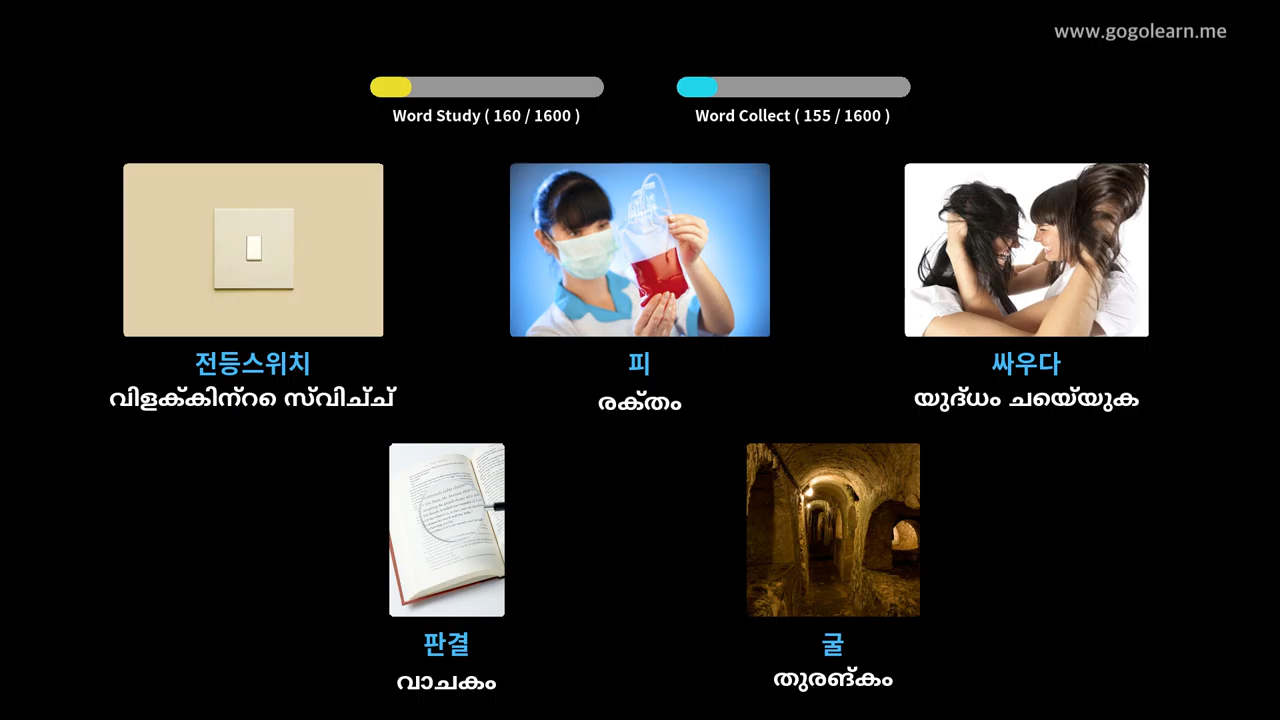 www.gogolearn.me
Word Study ( 160 / 1600 )
Word Collect ( 155 / 1600 )
전등스위치
വിളക്കിന്റെ സ്വിച്ച്
피
രക്തം
싸우다
യുദ്ധം ചെയ്യുക
판결
വാചകം
굴
തുരങ്കം